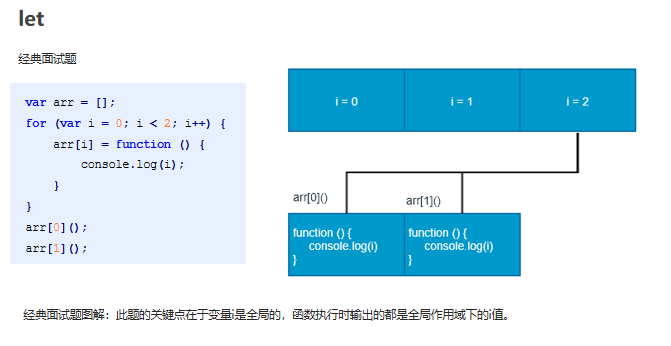 let
经典面试题
var arr = [];
for (var i = 0; i < 2; i++) {
arr[i] = function () {
console.log(i);
}
}
arr[0]();
arr[1]();
i = 0
i = 1
i = 2
arr[0]()
arr[1]()
function () {
console.log(i)
}
function () {
console.log(i)
}
经典面试题图解：此题的关键点在于变量i是全局的，函数执行时输出的都是全局作用域下的i值。